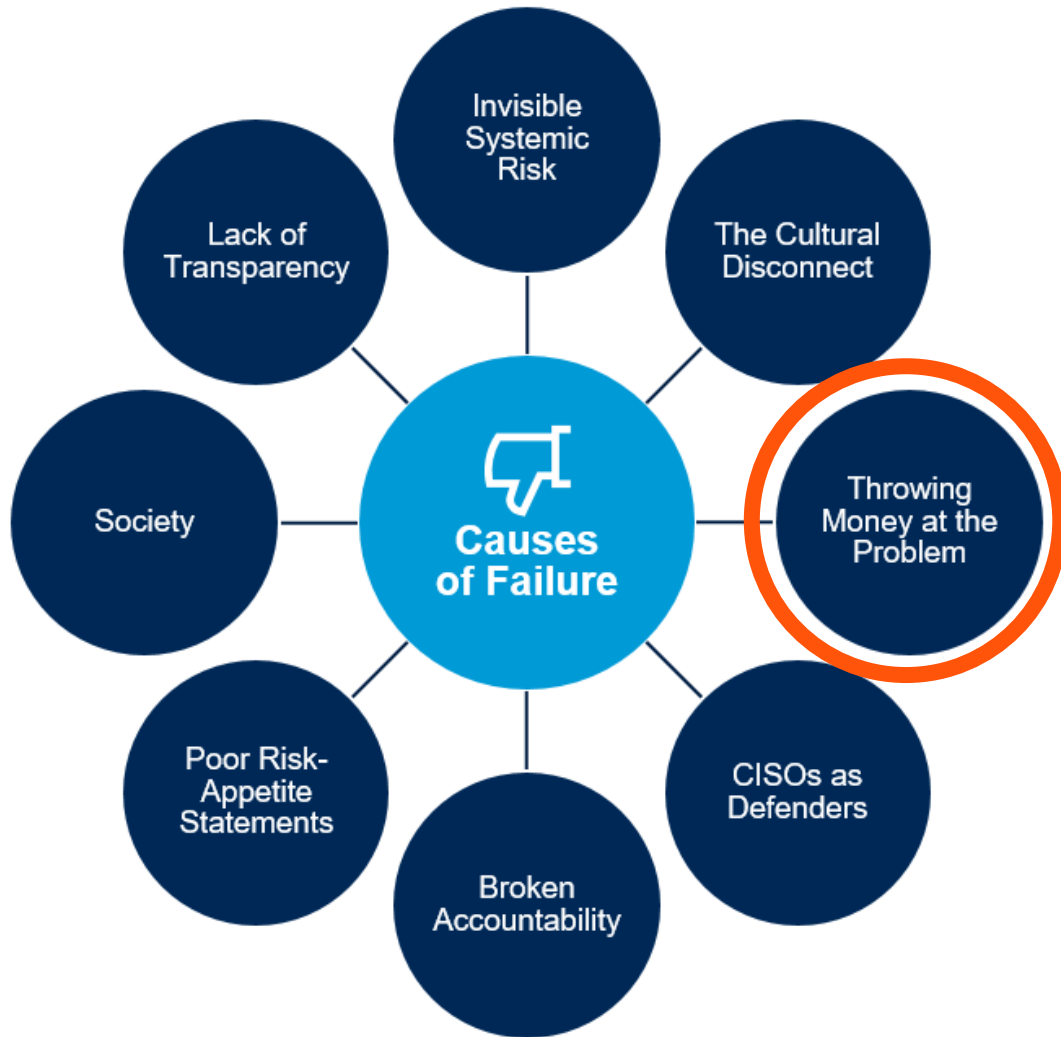 Invisible
Systemic
Risk
The Cultural
Disconnect
Throwing
Money at the
Problem
CISOs as
Defenders
Broken
Accountability
Poor Risk-
Appetite
Statements
Society
Lack of
Transparency
Causes
of Failure